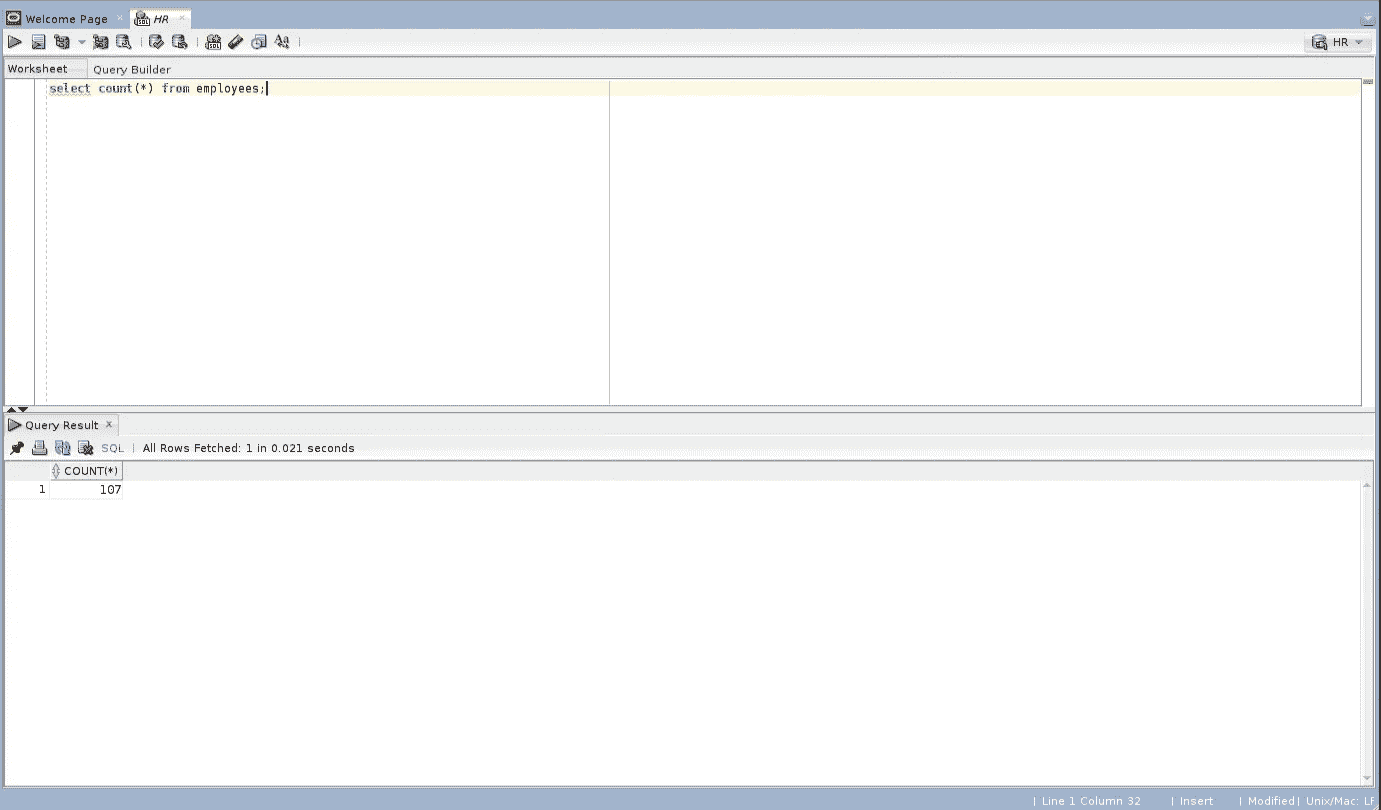 Welcome Page
HR
HR
Worksheet
Query Builder
select count(*) from employees;
Query Result
SQL | All Rows Fetched: 1 in 0.021 seconds
COUNT(*)
1 107
| Line 1 Column 32 | Insert | Modified | Unix/Mac: LF